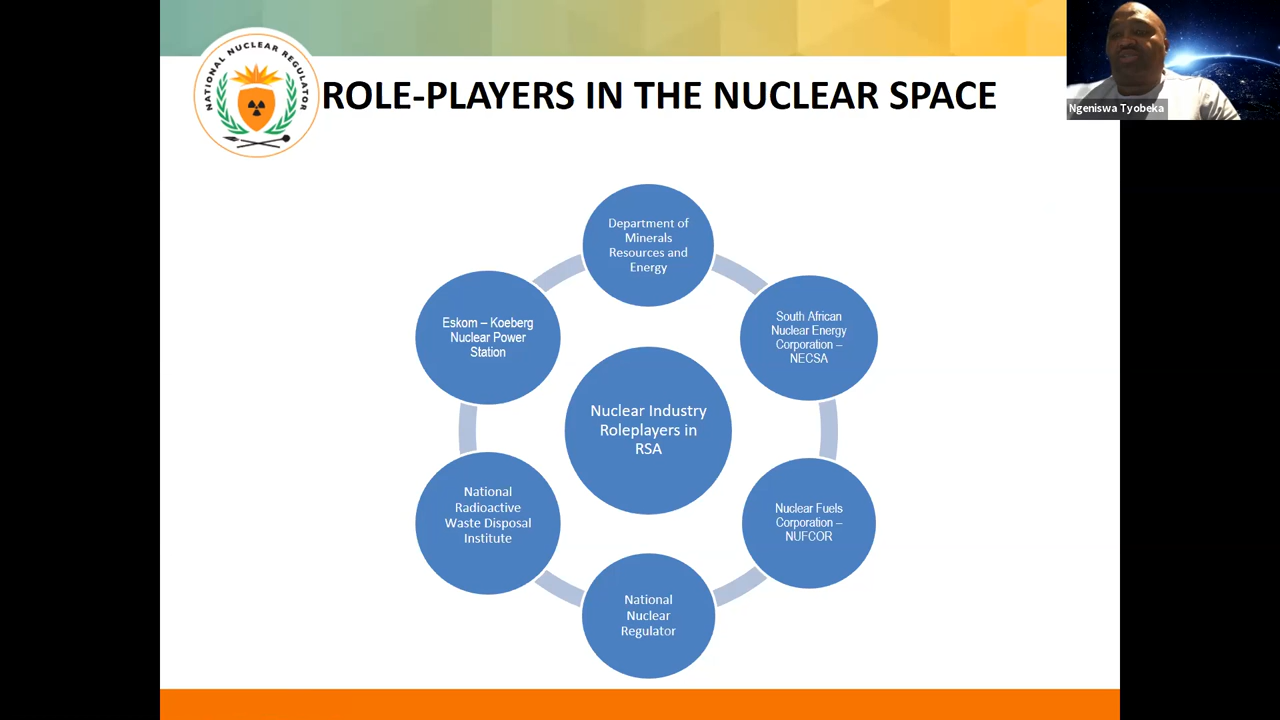 NATIONAL NUCLEAR REGULATOR
ROLE-PLAYERS IN THE NUCLEAR SPACE
Ngeniswa Tyobeka
Department of
Minerals
Resources and
Energy
South African
Nuclear Energy
Corporation –
NECSA
Nuclear Fuels
Corporation –
NUFCOR
National
Nuclear
Regulator
National
Radioactive
Waste Disposal
Institute
Eskom – Koeberg
Nuclear Power
Station
Nuclear Industry
Roleplayers in
RSA